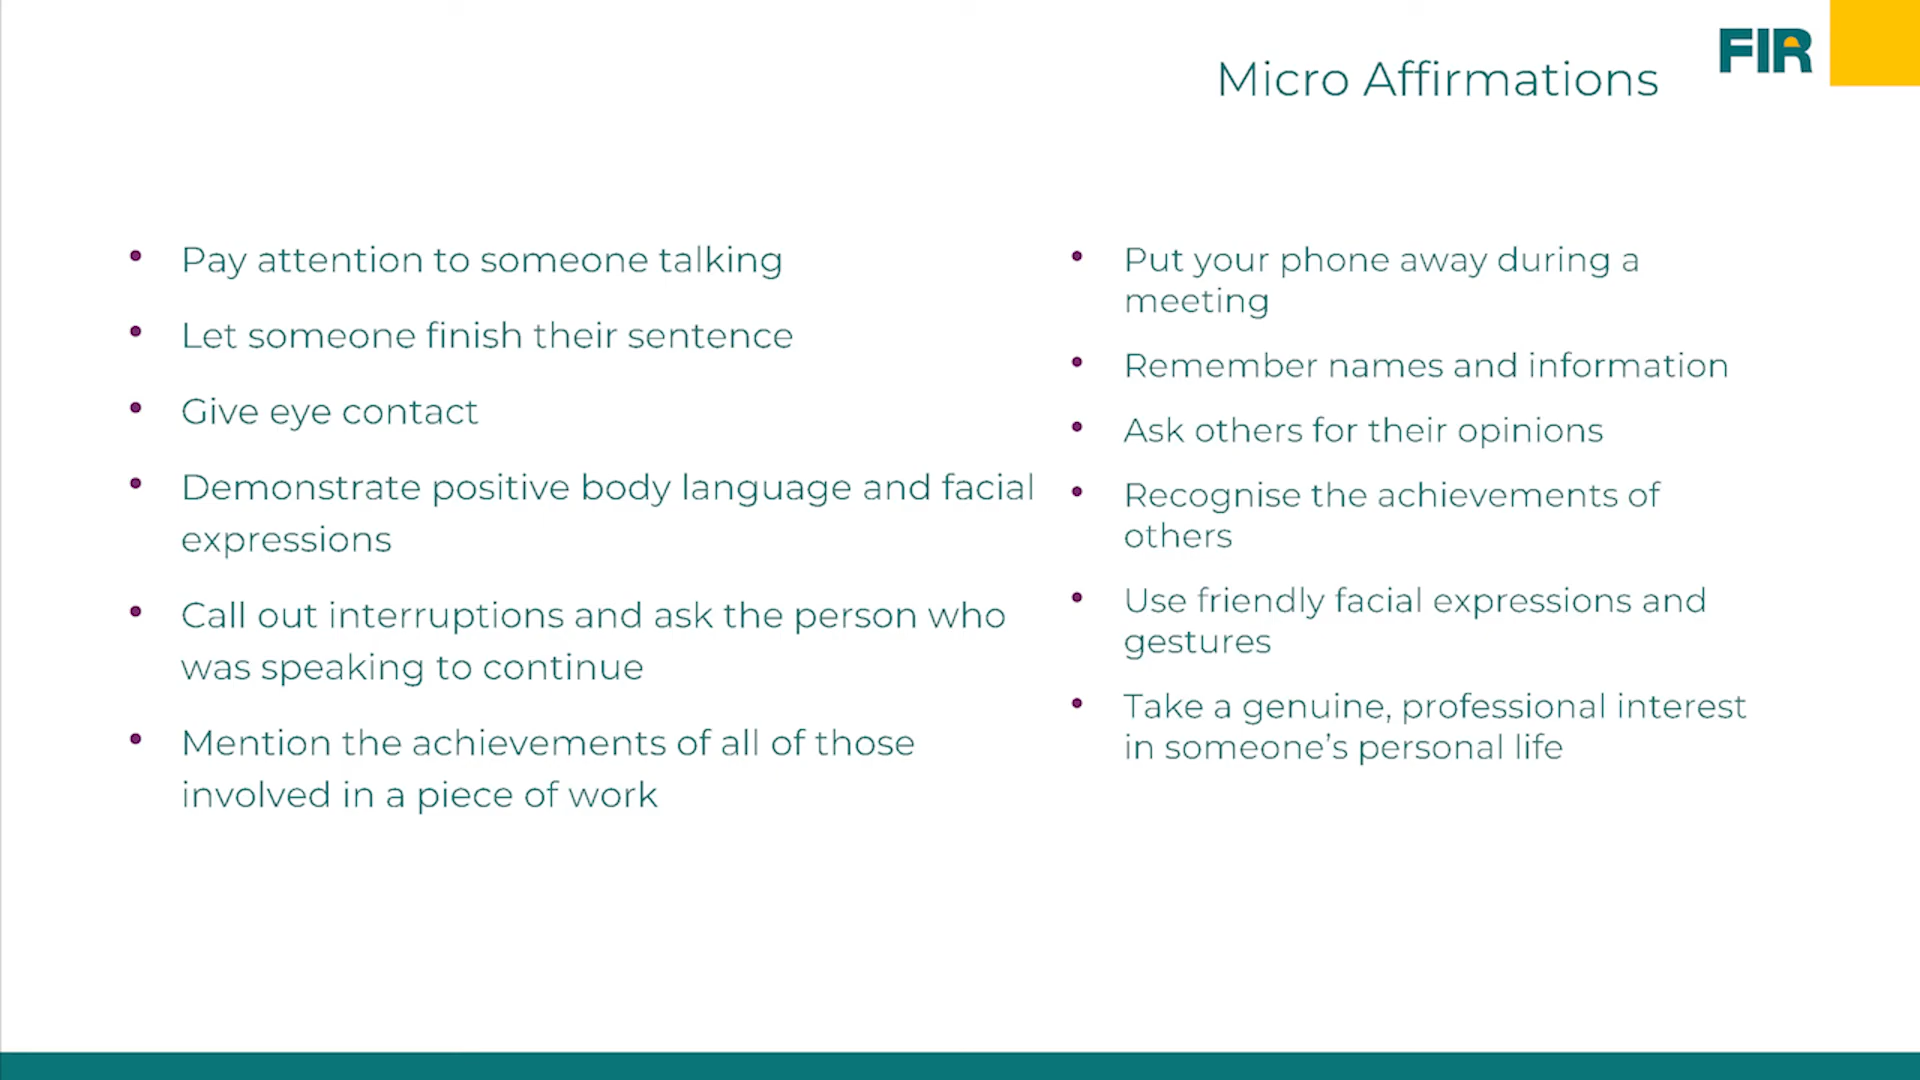 FIR
Micro Affirmations
• Pay attention to someone talking
• Let someone finish their sentence
• Give eye contact
• Demonstrate positive body language and facial
expressions
• Call out interruptions and ask the person who
was speaking to continue
• Mention the achievements of all of those
involved in a piece of work
• Put your phone away during a
meeting
• Remember names and information
• Ask others for their opinions
• Recognise the achievements of
others
• Use friendly facial expressions and
gestures
• Take a genuine, professional interest
in someone’s personal life